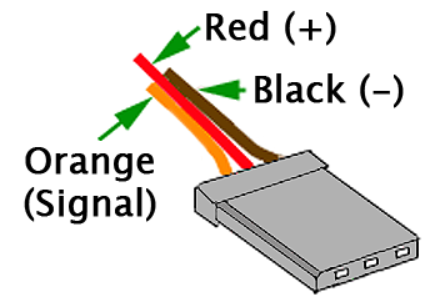 Red (+)
Black (–)
Orange
(Signal)